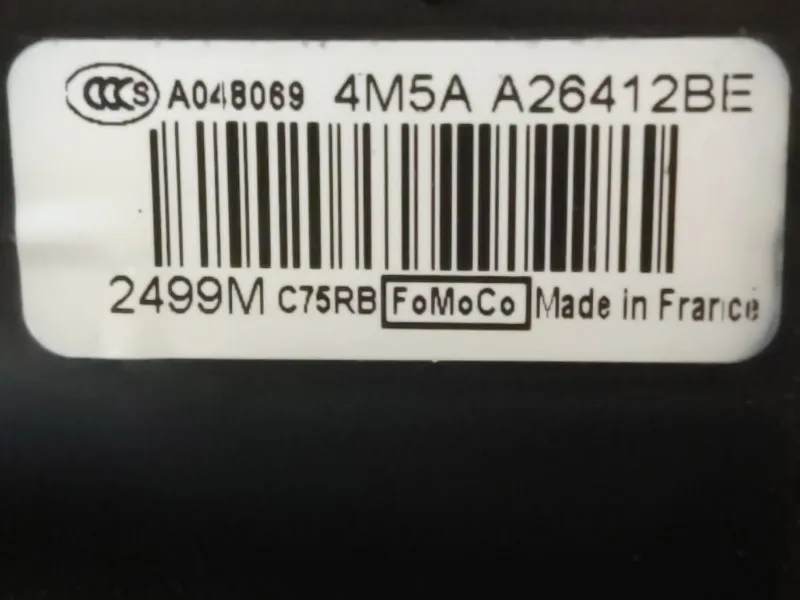 CCCS A048069 4M5A A26412BE
2499M C75RB FoMoCo Made in France